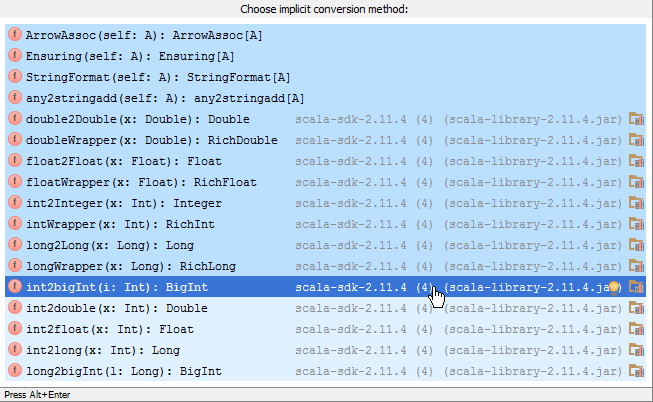 Choose implicit conversion method:
f ArrowAssoc(self: A): ArrowAssoc[A]
f Ensuring(self: A): Ensuring[A]
f StringFormat(self: A): StringFormat[A]
f any2stringadd(self: A): any2stringadd[A]
f double2Double(x: Double): Double scala-sdk-2.11.4 (4) (scala-library-2.11.4.jar)
f doubleWrapper(x: Double): RichDouble scala-sdk-2.11.4 (4) (scala-library-2.11.4.jar)
f float2Float(x: Float): Float scala-sdk-2.11.4 (4) (scala-library-2.11.4.jar)
f floatWrapper(x: Float): RichFloat scala-sdk-2.11.4 (4) (scala-library-2.11.4.jar)
f int2Integer(x: Int): Integer scala-sdk-2.11.4 (4) (scala-library-2.11.4.jar)
f intWrapper(x: Int): RichInt scala-sdk-2.11.4 (4) (scala-library-2.11.4.jar)
f long2Long(x: Long): Long scala-sdk-2.11.4 (4) (scala-library-2.11.4.jar)
f longWrapper(x: Long): RichLong scala-sdk-2.11.4 (4) (scala-library-2.11.4.jar)
f int2bigInt(i: Int): BigInt scala-sdk-2.11.4 (4) (scala-library-2.11.4.jar)
f int2double(x: Int): Double scala-sdk-2.11.4 (4) (scala-library-2.11.4.jar)
f int2float(x: Int): Float scala-sdk-2.11.4 (4) (scala-library-2.11.4.jar)
f int2long(x: Int): Long scala-sdk-2.11.4 (4) (scala-library-2.11.4.jar)
f long2bigInt(l: Long): BigInt scala-sdk-2.11.4 (4) (scala-library-2.11.4.jar)
Press Alt+Enter